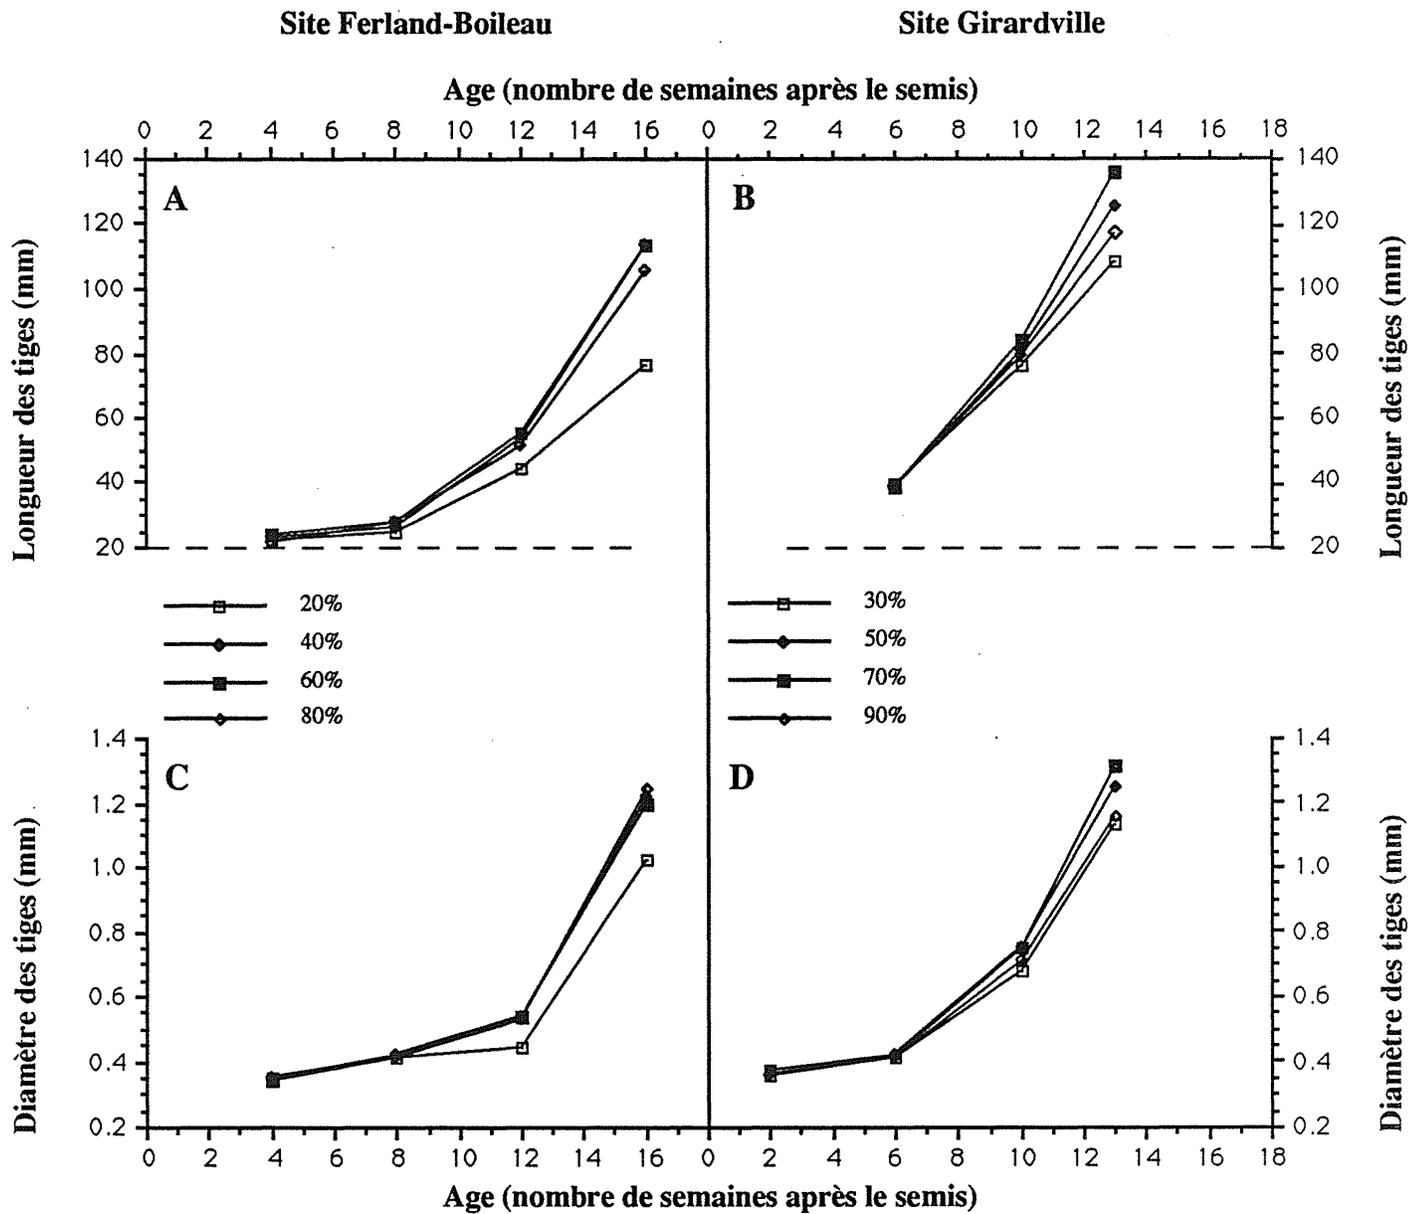 Site Ferland-Boileau Site Girardville
Age (nombre de semaines après le semis)
0 2 4 6 8 10 12 14 16 0 2 4 6 8 10 12 14 16 18
Longueur des tiges (mm)
140
120
100
80
60
40
20
A
B
140
120
100
80
60
40
20
Longueur des tiges (mm)
20%
40%
60%
80%
30%
50%
70%
90%
Diamètre des tiges (mm)
1.4
1.2
1.0
0.8
0.6
0.4
0.2
C
D
1.4
1.2
1.0
0.8
0.6
0.4
0.2
Diamètre des tiges (mm)
0 2 4 6 8 10 12 14 16 0 2 4 6 8 10 12 14 16 18
Age (nombre de semaines après le semis)